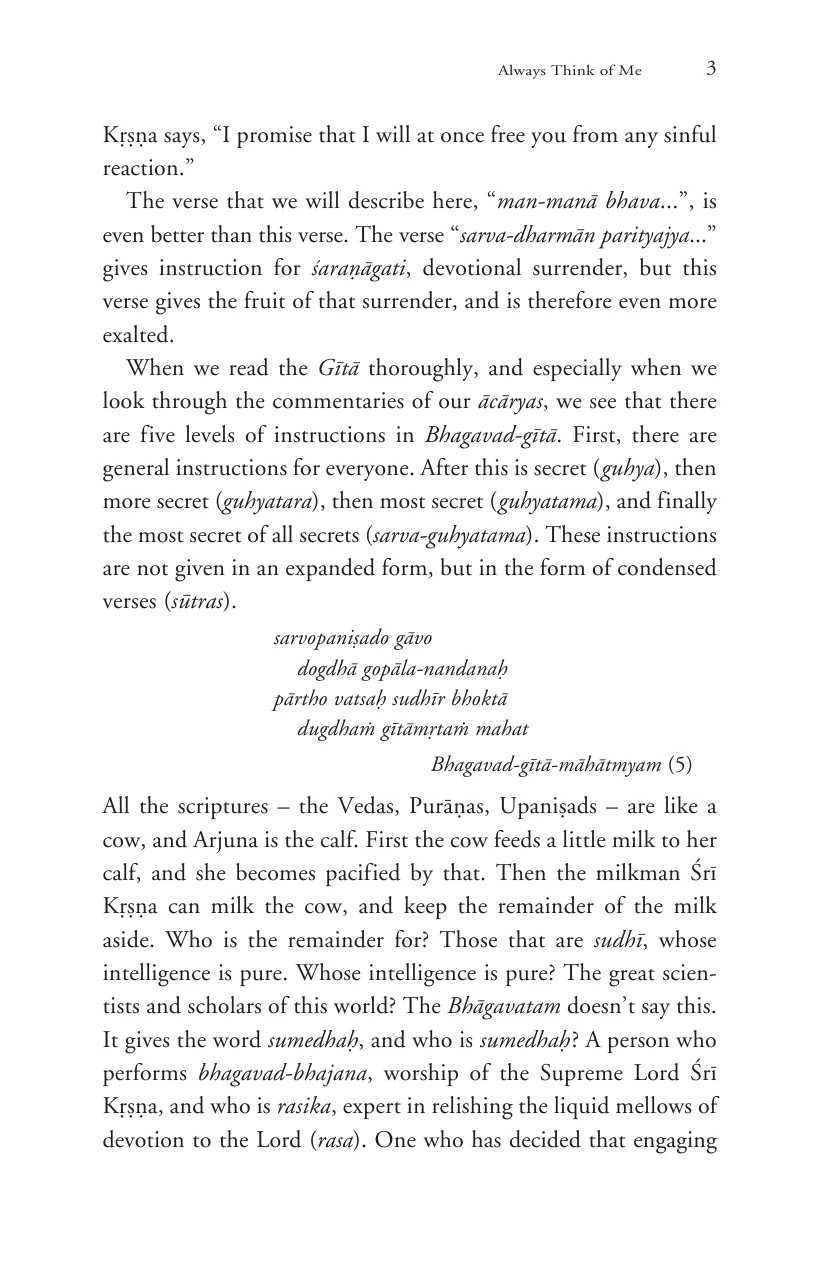 Always Think of Me 3
Kṛṣṇa says, “I promise that I will at once free you from any sinful
reaction.”
The verse that we will describe here, “man-manā bhava...”, is
even better than this verse. The verse “sarva-dharmān parityajya...”
gives instruction for śaraṇāgati, devotional surrender, but this
verse gives the fruit of that surrender, and is therefore even more
exalted.
When we read the Gītā thoroughly, and especially when we
look through the commentaries of our ācāryas, we see that there
are five levels of instructions in Bhagavad-gītā. First, there are
general instructions for everyone. After this is secret (guhya), then
more secret (guhyatara), then most secret (guhyatama), and finally
the most secret of all secrets (sarva-guhyatama). These instructions
are not given in an expanded form, but in the form of condensed
verses (sūtras).
sarvopaniṣado gāvo
dogdhā gopāla-nandanaḥ
pārtho vatsaḥ sudhīr bhoktā
dugdhaṁ gītāmṛtaṁ mahat
Bhagavad-gītā-māhātmyam (5)
All the scriptures – the Vedas, Purāṇas, Upaniṣads – are like a
cow, and Arjuna is the calf. First the cow feeds a little milk to her
calf, and she becomes pacified by that. Then the milkman Śrī
Kṛṣṇa can milk the cow, and keep the remainder of the milk
aside. Who is the remainder for? Those that are sudhī, whose
intelligence is pure. Whose intelligence is pure? The great scien-
tists and scholars of this world? The Bhāgavatam doesn’t say this.
It gives the word sumedhaḥ, and who is sumedhaḥ? A person who
performs bhagavad-bhajana, worship of the Supreme Lord Śrī
Kṛṣṇa, and who is rasika, expert in relishing the liquid mellows of
devotion to the Lord (rasa). One who has decided that engaging